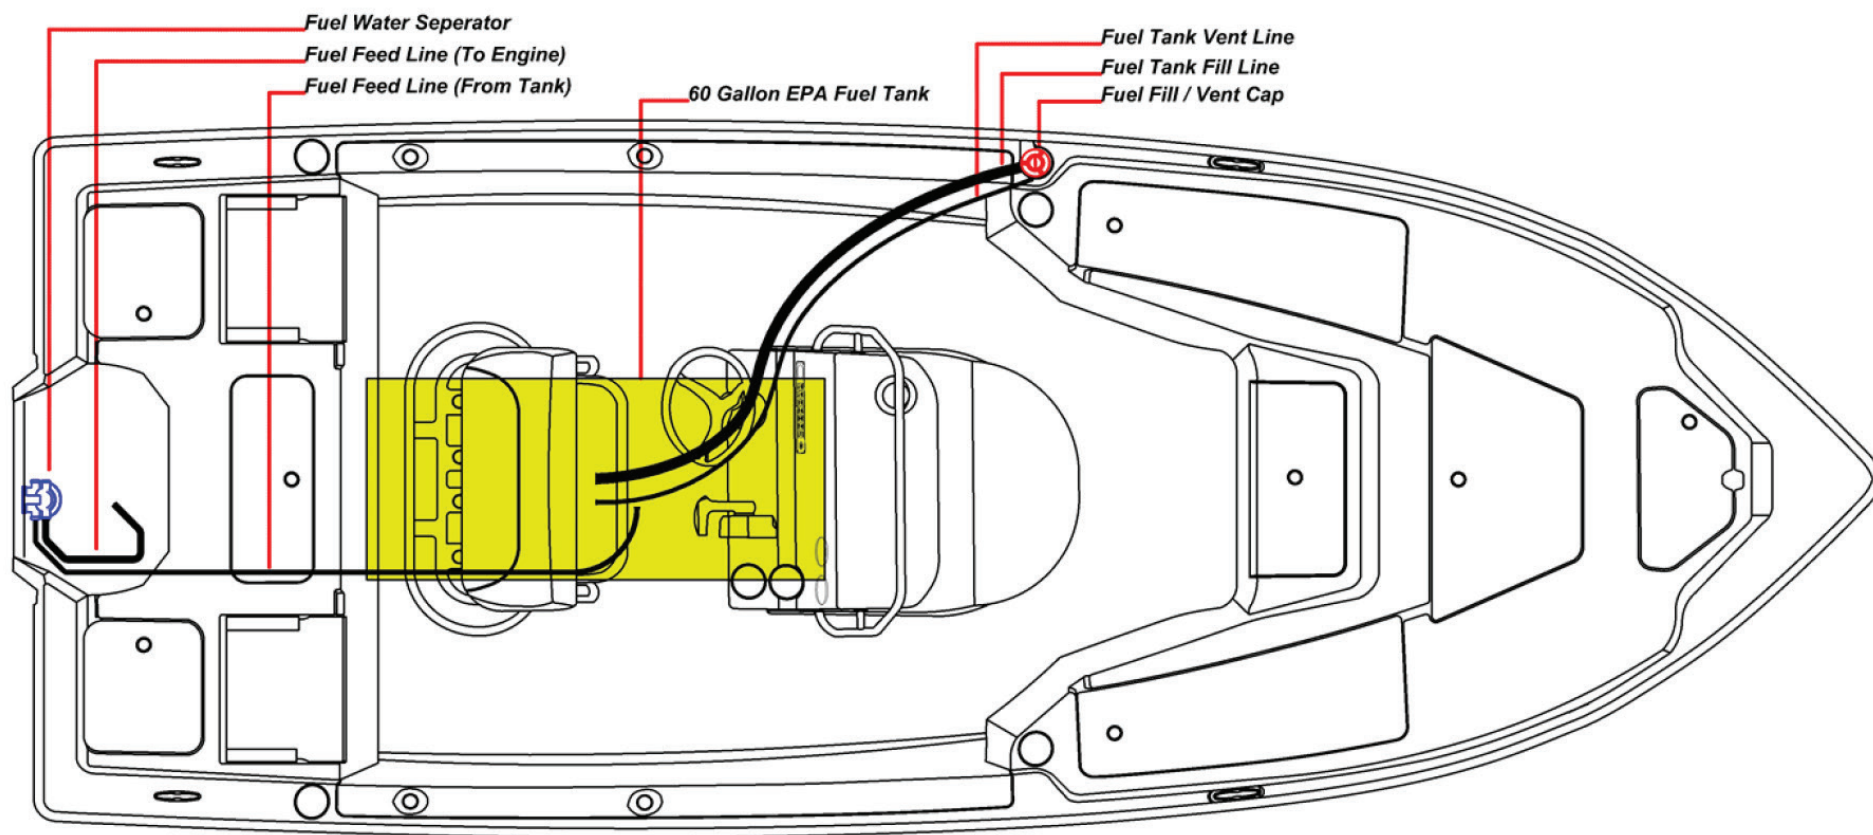 Fuel Water Seperator
Fuel Feed Line (To Engine)
Fuel Feed Line (From Tank)
60 Gallon EPA Fuel Tank
Fuel Tank Vent Line
Fuel Tank Fill Line
Fuel Fill / Vent Cap